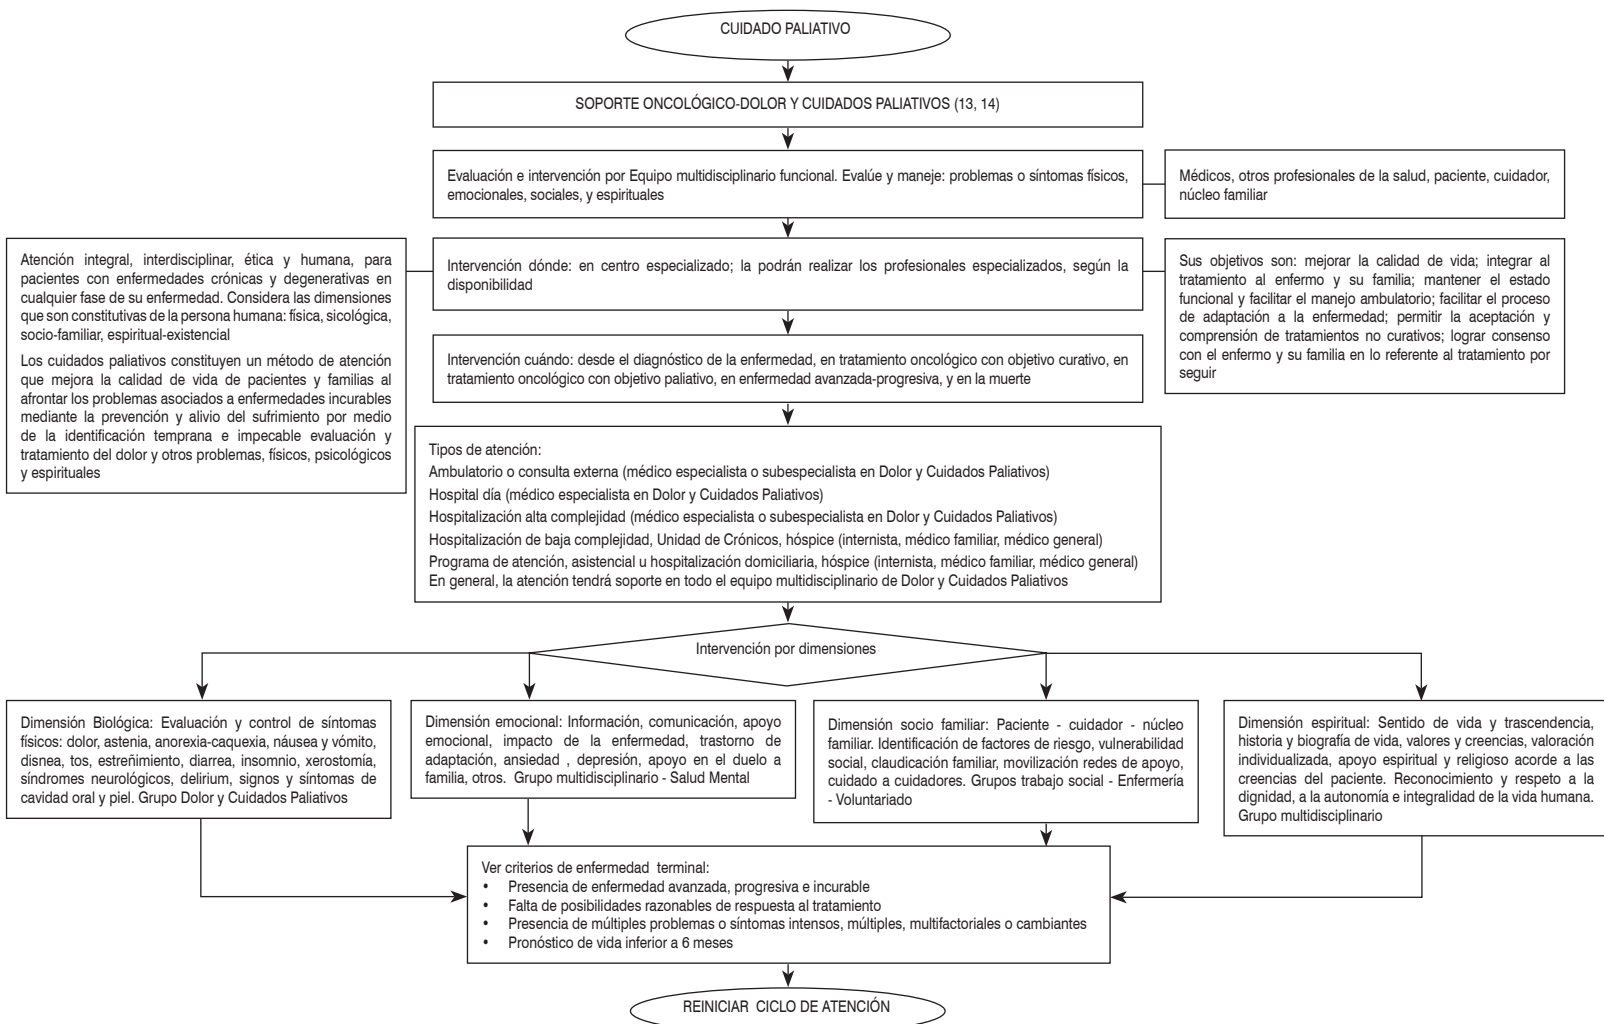 CUIDADO PALIATIVO
SOPORTE ONCOLÓGICO-DOLOR Y CUIDADOS PALIATIVOS (13, 14)
Evaluación e intervención por Equipo multidisciplinario funcional. Evalúe y maneje: problemas o síntomas físicos,
emocionales, sociales, y espirituales
Médicos, otros profesionales de la salud, paciente, cuidador,
núcleo familiar
Atención integral, interdisciplinar, ética y humana, para
pacientes con enfermedades crónicas y degenerativas en
cualquier fase de su enfermedad. Considera las dimensiones
que son constitutivas de la persona humana: física, sicológica,
socio-familiar, espiritual-existencial
Los cuidados paliativos constituyen un método de atención
que mejora la calidad de vida de pacientes y familias al
afrontar los problemas asociados a enfermedades incurables
mediante la prevención y alivio del sufrimiento por medio
de la identificación temprana e impecable evaluación y
tratamiento del dolor y otros problemas, físicos, psicológicos
y espirituales
Intervención dónde: en centro especializado; la podrán realizar los profesionales especializados, según la
disponibilidad
Sus objetivos son: mejorar la calidad de vida; integrar al
tratamiento al enfermo y su familia; mantener el estado
funcional y facilitar el manejo ambulatorio; facilitar el proceso
de adaptación a la enfermedad; permitir la aceptación y
comprensión de tratamientos no curativos; lograr consenso
con el enfermo y su familia en lo referente al tratamiento por
seguir
Intervención cuándo: desde el diagnóstico de la enfermedad, en tratamiento oncológico con objetivo curativo, en
tratamiento oncológico con objetivo paliativo, en enfermedad avanzada-progresiva, y en la muerte
Tipos de atención:
Ambulatorio o consulta externa (médico especialista o subespecialista en Dolor y Cuidados Paliativos)
Hospital día (médico especialista en Dolor y Cuidados Paliativos)
Hospitalización alta complejidad (médico especialista o subespecialista en Dolor y Cuidados Paliativos)
Hospitalización de baja complejidad, Unidad de Crónicos, hóspice (internista, médico familiar, médico general)
Programa de atención, asistencial u hospitalización domiciliaria, hóspice (internista, médico familiar, médico general)
En general, la atención tendrá soporte en todo el equipo multidisciplinario de Dolor y Cuidados Paliativos
Intervención por dimensiones
Dimensión Biológica: Evaluación y control de síntomas
físicos: dolor, astenia, anorexia-caquexia, náusea y vómito,
disnea, tos, estreñimiento, diarrea, insomnio, xerostomía,
síndromes neurológicos, delirium, signos y síntomas de
cavidad oral y piel. Grupo Dolor y Cuidados Paliativos
Dimensión emocional: Información, comunicación, apoyo
emocional, impacto de la enfermedad, trastorno de
adaptación, ansiedad , depresión, apoyo en el duelo a
familia, otros. Grupo multidisciplinario - Salud Mental
Dimensión socio familiar: Paciente - cuidador - núcleo
familiar. Identificación de factores de riesgo, vulnerabilidad
social, claudicación familiar, movilización redes de apoyo,
cuidado a cuidadores. Grupos trabajo social - Enfermería
- Voluntariado
Dimensión espiritual: Sentido de vida y trascendencia,
historia y biografía de vida, valores y creencias, valoración
individualizada, apoyo espiritual y religioso acorde a las
creencias del paciente. Reconocimiento y respeto a la
dignidad, a la autonomía e integralidad de la vida humana.
Grupo multidisciplinario
Ver criterios de enfermedad terminal:
• Presencia de enfermedad avanzada, progresiva e incurable
• Falta de posibilidades razonables de respuesta al tratamiento
• Presencia de múltiples problemas o síntomas intensos, múltiples, multifactoriales o cambiantes
• Pronóstico de vida inferior a 6 meses
REINICIAR CICLO DE ATENCIÓN